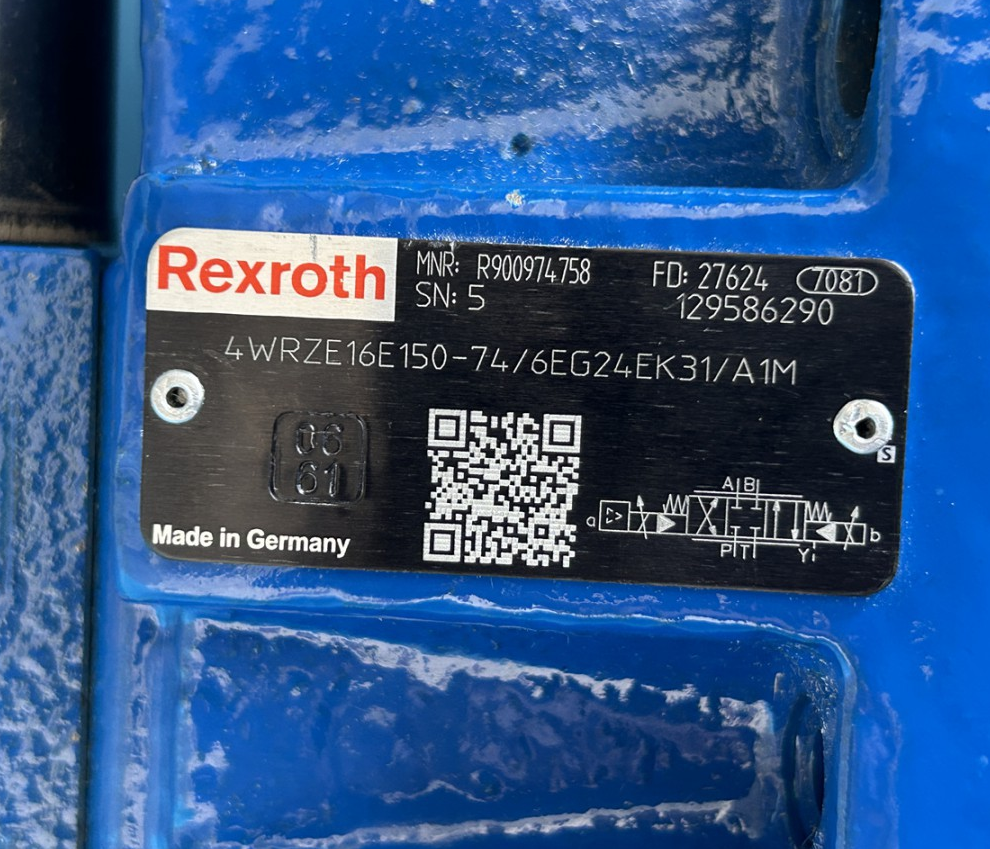 Rexroth
MNR: R900974758
FD: 27624 7081
SN: 5
129586290
4WRZE16E150-74/6EG24EK31/A1M
06
61
S
A B
a
b
P T
Y
Made in Germany